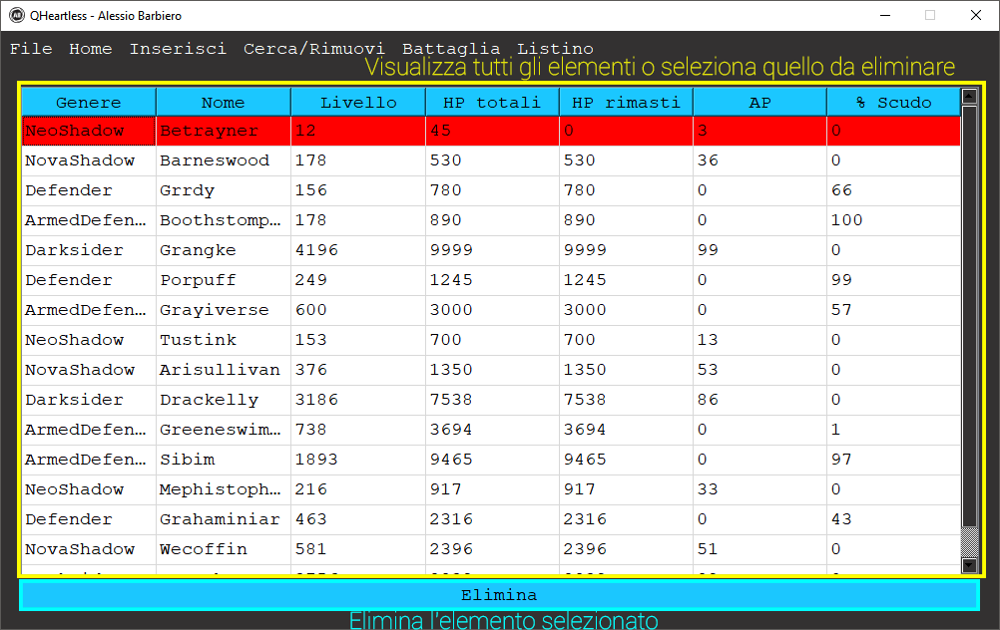 QHeartless - Alessio Barbiero
File Home Inserisci Cerca/Rimuovi Battaglia Listino
Visualizza tutti gli elementi o seleziona quello da eliminare
Genere Nome Livello HP totali HP rimasti AP % Scudo
NeoShadow Betrayner 12 45 0 3 0
NovaShadow Barneswood 178 530 530 36 0
Defender Grrdy 156 780 780 0 66
ArmedDefen... Boothstomp... 178 890 890 0 100
Darksider Grangke 4196 9999 9999 99 0
Defender Porpuff 249 1245 1245 0 99
ArmedDefen... Grayiverse 600 3000 3000 0 57
NeoShadow Tustink 153 700 700 13 0
NovaShadow Arisullivan 376 1350 1350 53 0
Darksider Drackelly 3186 7538 7538 86 0
ArmedDefen... Greeneswim... 738 3694 3694 0 1
ArmedDefen... Sibim 1893 9465 9465 0 97
NeoShadow Mephistoph... 216 917 917 33 0
Defender Grahaminiar 463 2316 2316 0 43
NovaShadow Wecoffin 581 2396 2396 51 0
Elimina
Elimina l'elemento selezionato